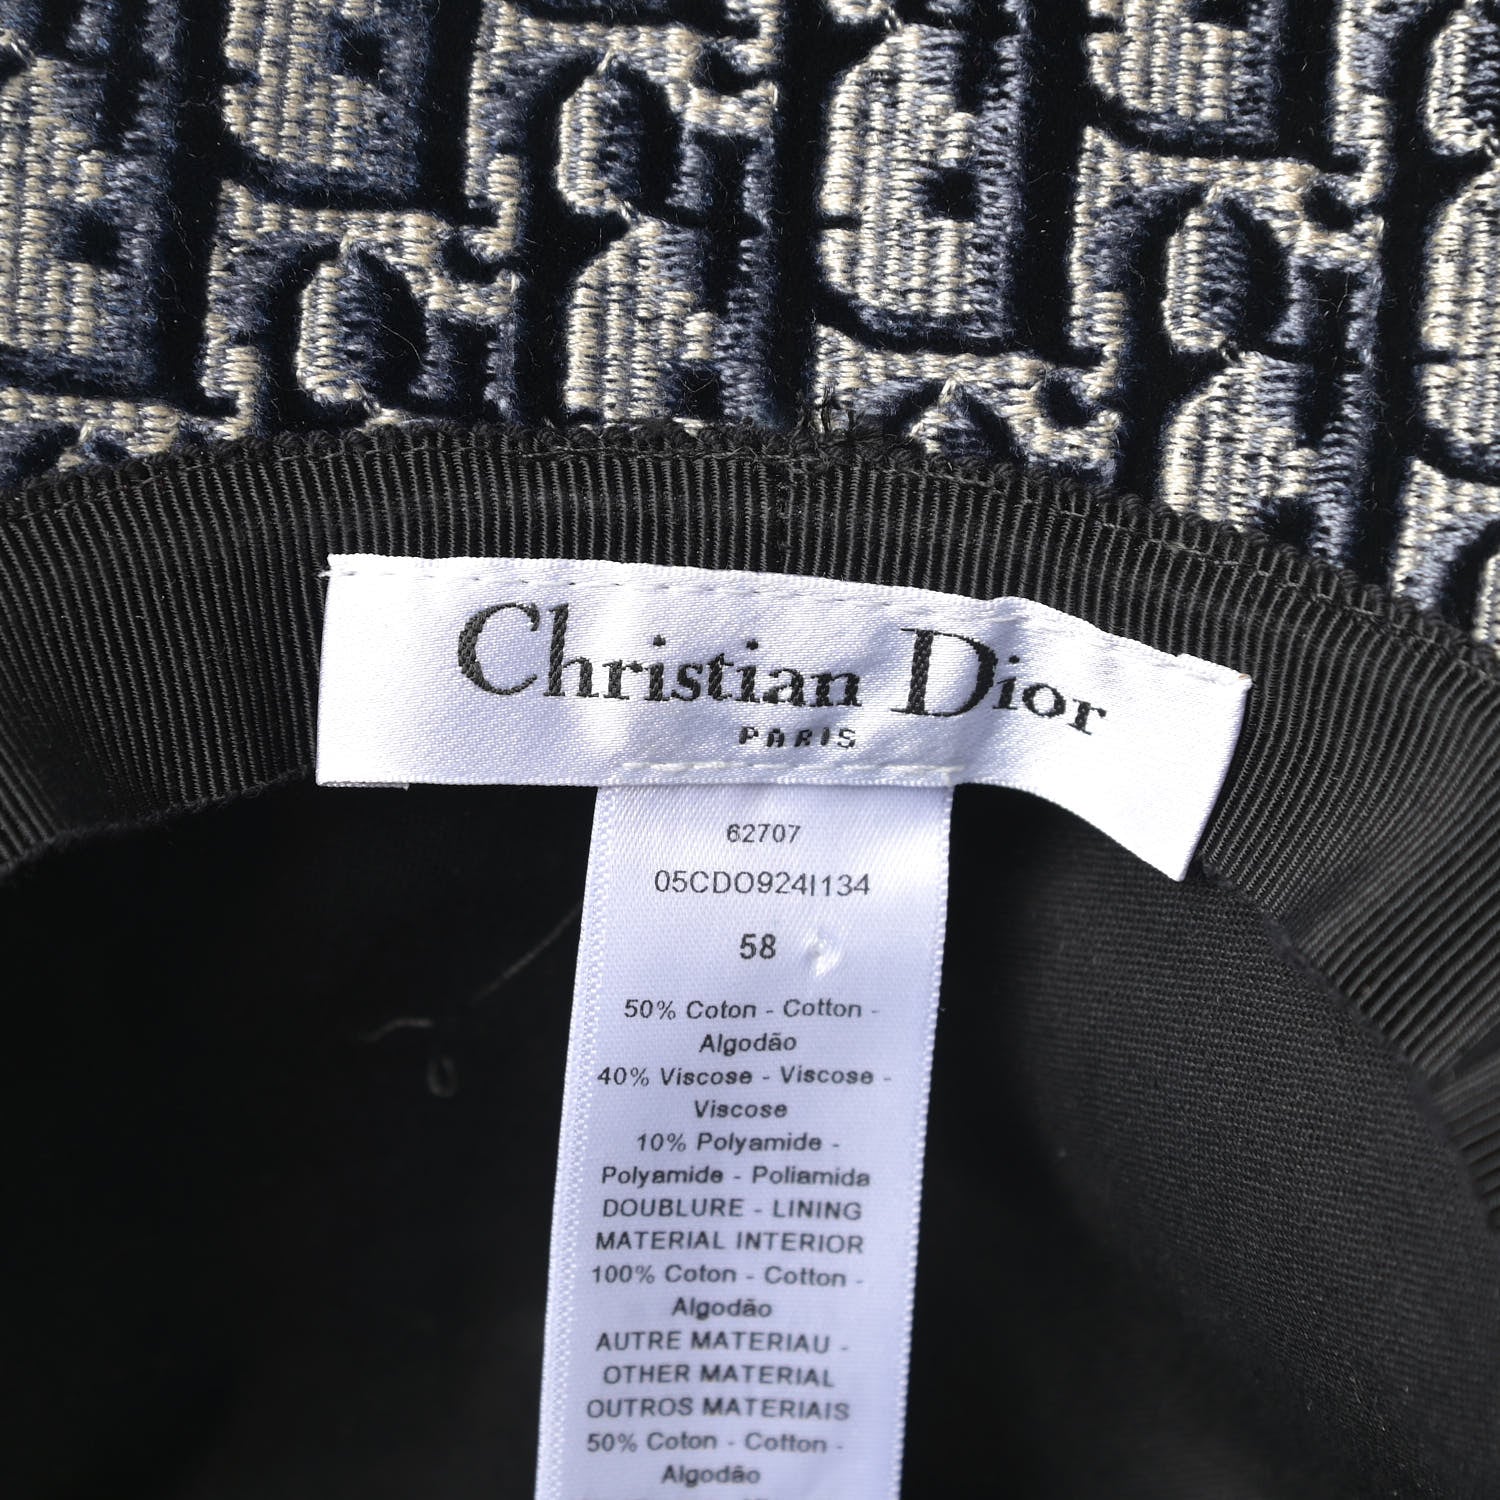 Christian Dior
PARIS
62707
05CDO924I134
58
50% Coton - Cotton -
Algodão
40% Viscose - Viscose -
Viscose
10% Polyamide -
Polyamide - Poliamida
DOUBLURE - LINING
MATERIAL INTERIOR
100% Coton - Cotton -
Algodão
AUTRE MATERIAU -
OTHER MATERIAL
OUTROS MATERIAIS
50% Coton - Cotton -
Algodão